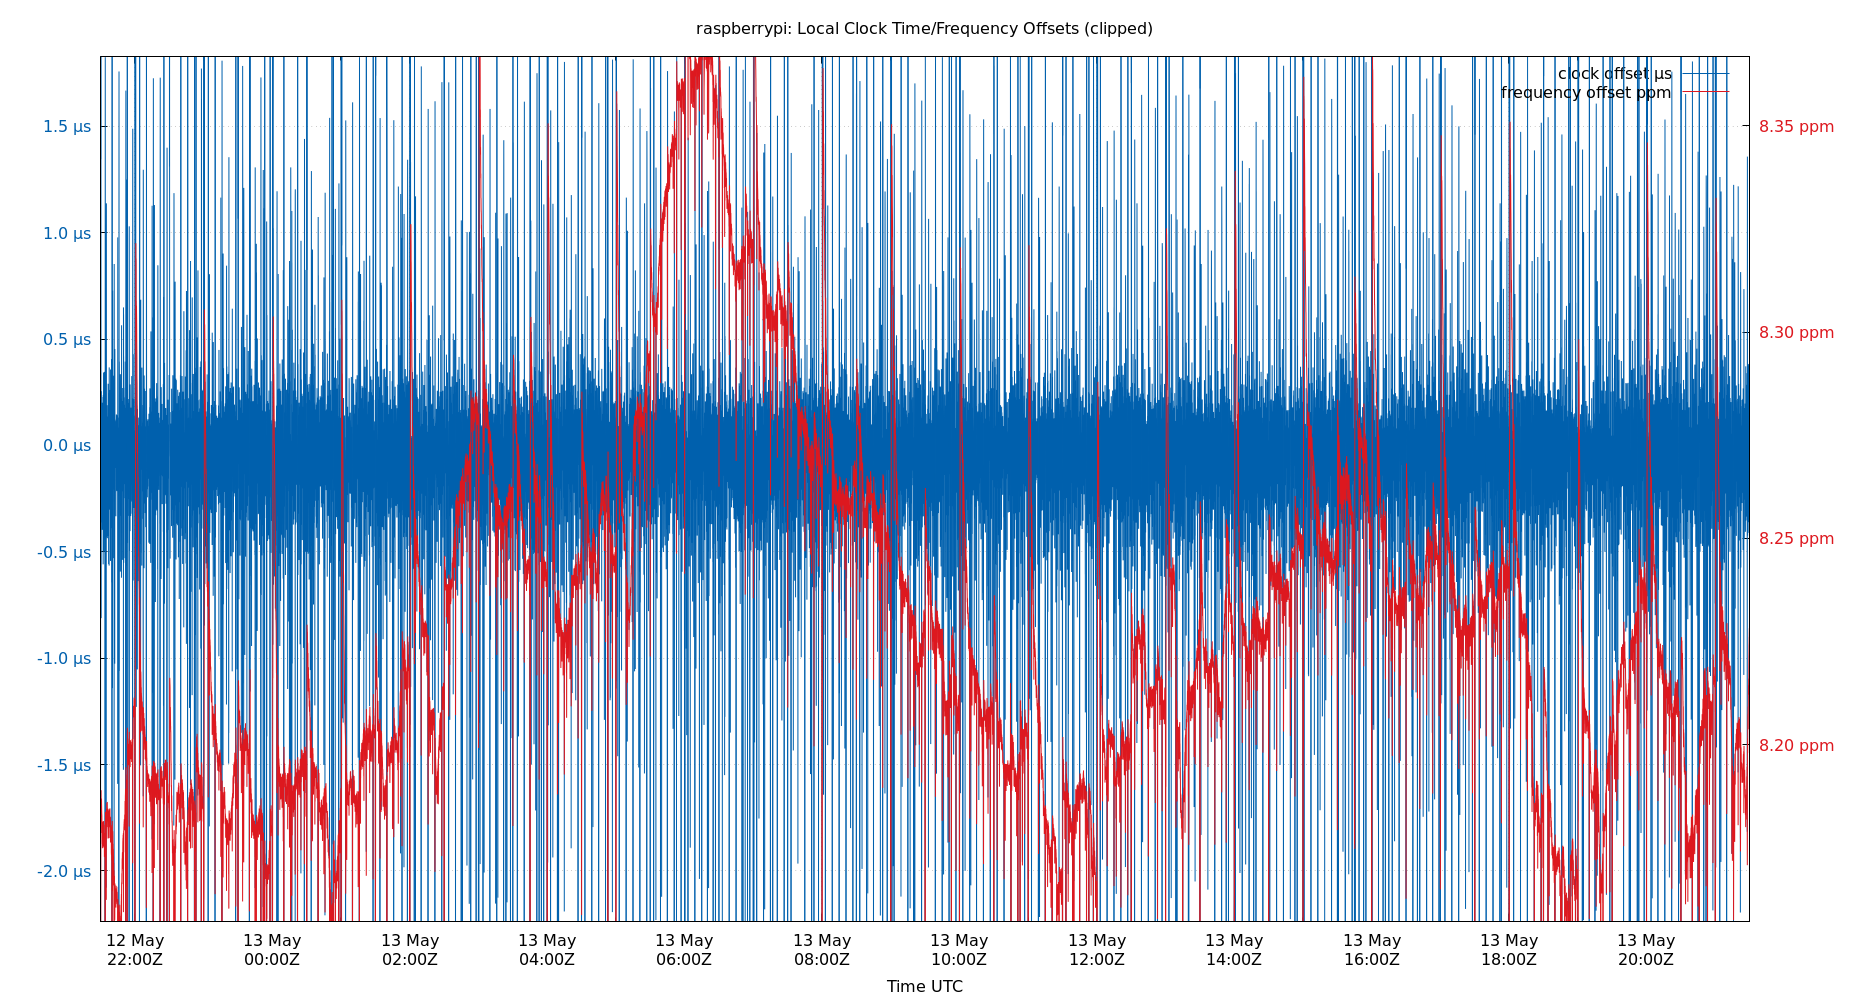 raspberrypi: Local Clock Time/Frequency Offsets (clipped)
clock offset µs
frequency offset ppm
1.5 µs
1.0 µs
0.5 µs
0.0 µs
-0.5 µs
-1.0 µs
-1.5 µs
-2.0 µs
8.35 ppm
8.30 ppm
8.25 ppm
8.20 ppm
12 May
22:00Z
13 May
00:00Z
13 May
02:00Z
13 May
04:00Z
13 May
06:00Z
13 May
08:00Z
13 May
10:00Z
13 May
12:00Z
13 May
14:00Z
13 May
16:00Z
13 May
18:00Z
13 May
20:00Z
Time UTC